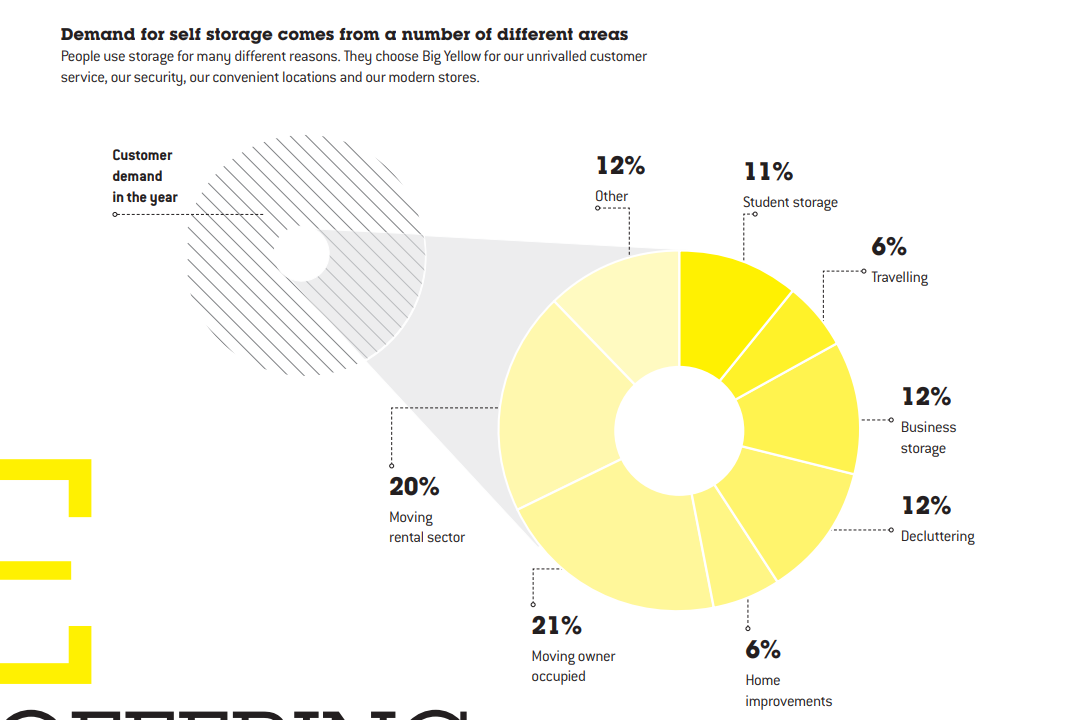 Demand for self storage comes from a number of different areas
People use storage for many different reasons. They choose Big Yellow for our unrivalled customer
service, our security, our convenient locations and our modern stores.
Customer
demand
in the year
12%
Other
11%
Student storage
6%
Travelling
12%
Business
storage
12%
Decluttering
6%
Home
improvements
21%
Moving owner
occupied
20%
Moving
rental sector